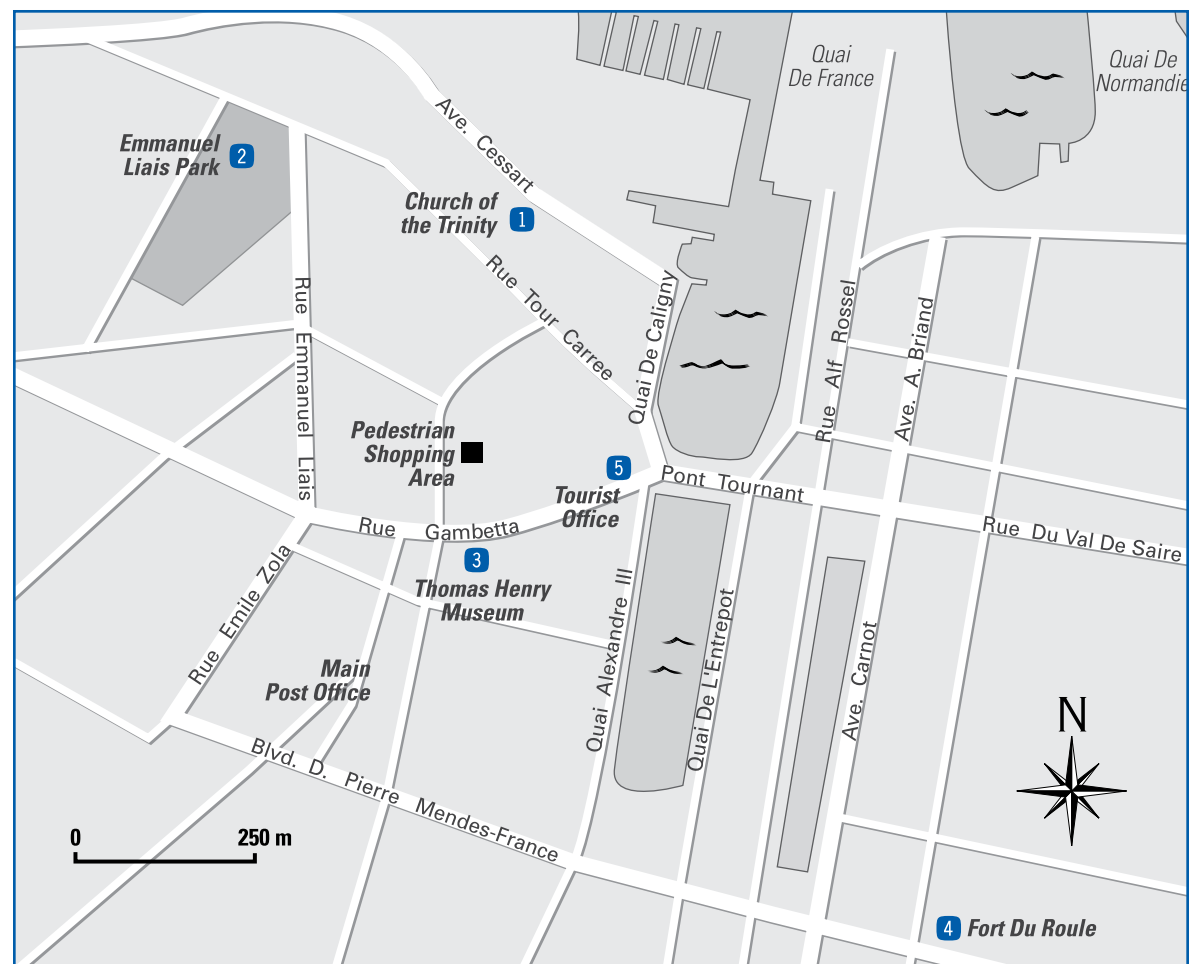 Quai
De France
Quai De
Normandie
Ave. Cessart
Emmanuel
Liais Park
2
Church of
the Trinity
1
Rue Tour Carree
Rue Emmanuel Liais
Quai De Caligny
Rue Alf Rossel
Ave. A. Briand
Pedestrian
Shopping
Area
5
Tourist
Office
Pont Tournant
Rue Gambetta
Rue Du Val De Saire
3
Thomas Henry
Museum
Rue Emile Zola
Quai Alexandre III
Quai De L'Entrepot
Ave. Carnot
Main
Post Office
N
Blvd. D. Pierre Mendes-France
0
250 m
4
Fort Du Roule